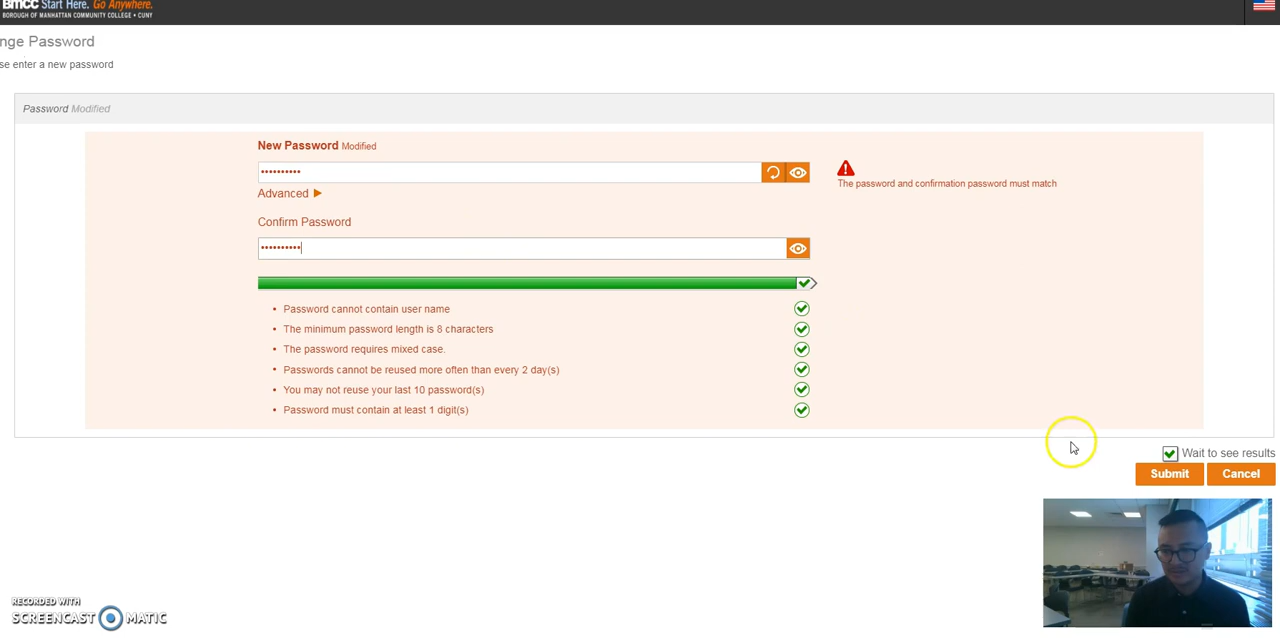 BMCC Start Here. Go Anywhere.
BOROUGH OF MANHATTAN COMMUNITY COLLEGE • CUNY
nge Password
se enter a new password
Password Modified
New Password Modified
••••••••••
The password and confirmation password must match
Advanced
Confirm Password
••••••••••
• Password cannot contain user name
• The minimum password length is 8 characters
• The password requires mixed case.
• Passwords cannot be reused more often than every 2 day(s)
• You may not reuse your last 10 password(s)
• Password must contain at least 1 digit(s)
Wait to see results
Submit Cancel
RECORDED WITH
SCREENCAST MATIC